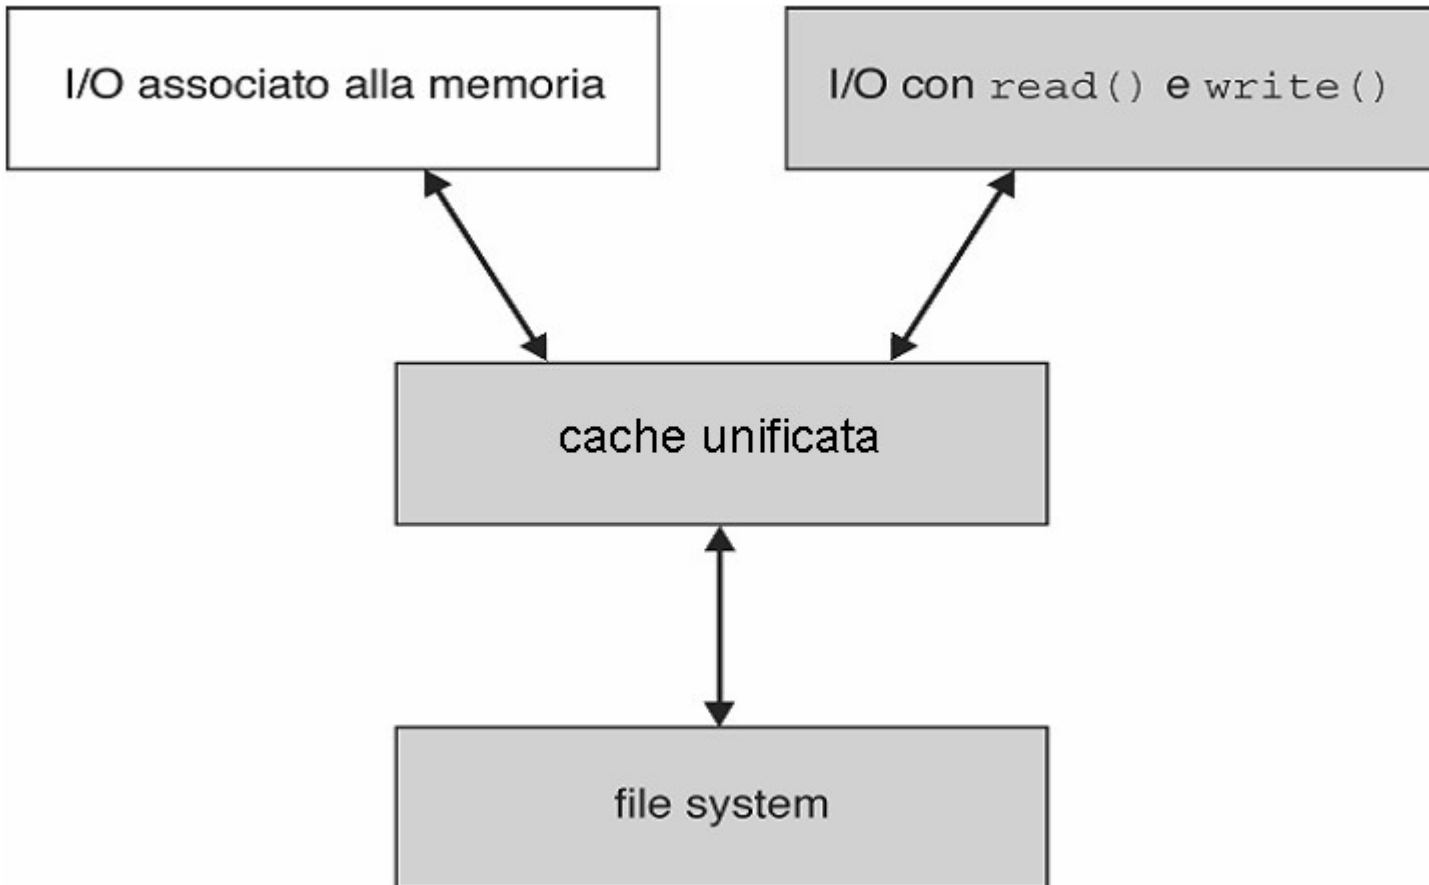 I/O associato alla memoria
I/O con read() e write()
cache unificata
file system